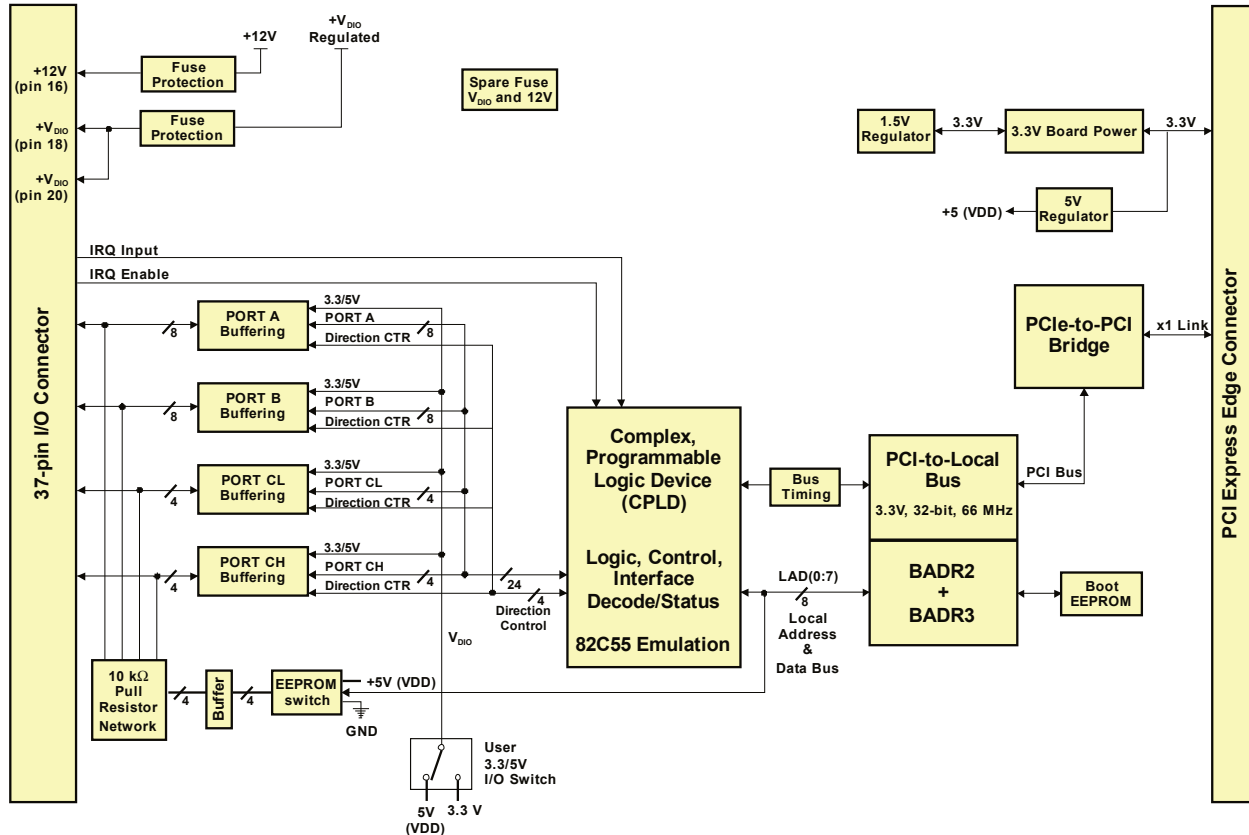 37-pin I/O Connector
+12V
(pin 16)
Fuse
Protection
+12V
+VDIO
Regulated
+VDIO
(pin 18)
Fuse
Protection
+VDIO
(pin 20)
Spare Fuse
VDIO and 12V
1.5V
Regulator
3.3V
3.3V Board Power
3.3V
+5 (VDD)
5V
Regulator
PCI Express Edge Connector
IRQ Input
IRQ Enable
8
PORT A
Buffering
3.3/5V
PORT A
8
Direction CTR
8
PORT B
Buffering
3.3/5V
PORT B
8
Direction CTR
4
PORT CL
Buffering
3.3/5V
PORT CL
4
Direction CTR
4
PORT CH
Buffering
3.3/5V
PORT CH
4
Direction CTR
24
4
Direction
Control
VDIO
Complex,
Programmable
Logic Device
(CPLD)
Logic, Control,
Interface
Decode/Status
82C55 Emulation
Bus
Timing
PCI-to-Local
Bus
3.3V, 32-bit, 66 MHz
PCI Bus
PCIe-to-PCI
Bridge
x1 Link
LAD(0:7)
8
Local
Address
&
Data Bus
BADR2
+
BADR3
Boot
EEPROM
10 kΩ
Pull
Resistor
Network
4
Buffer
4
EEPROM
switch
+5V (VDD)
GND
User
3.3/5V
I/O Switch
5V
(VDD)
3.3 V